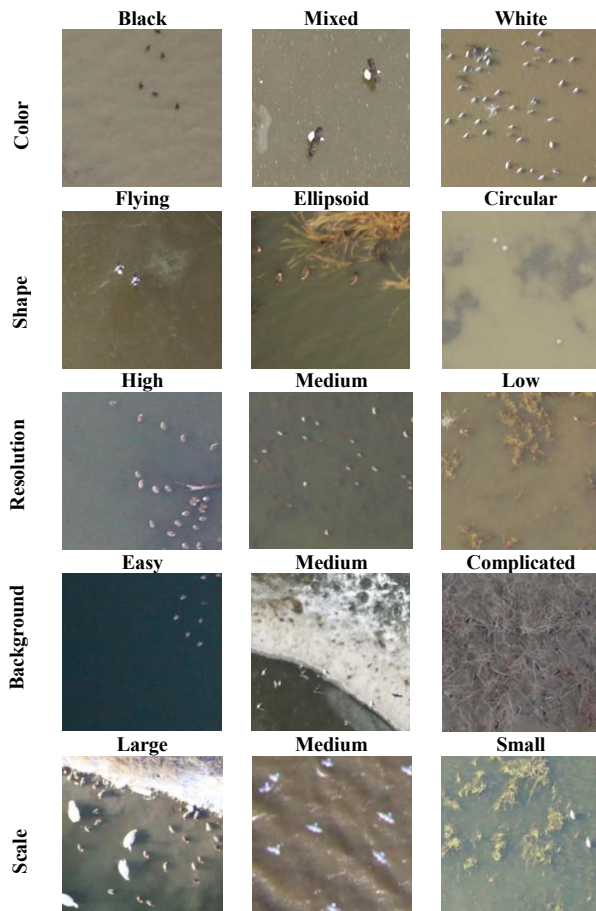 Black Mixed White
Color
Flying Ellipsoid Circular
Shape
High Medium Low
Resolution
Easy Medium Complicated
Background
Large Medium Small
Scale